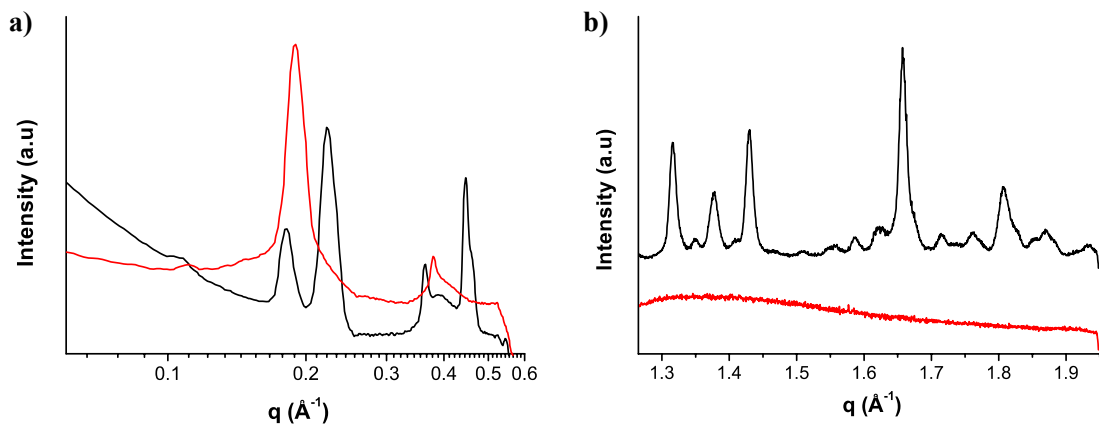 a)
Intensity (a.u)
0.1 0.2 0.3 0.4 0.5 0.6
q (Å⁻¹)
b)
Intensity (a.u)
1.3 1.4 1.5 1.6 1.7 1.8 1.9
q (Å⁻¹)